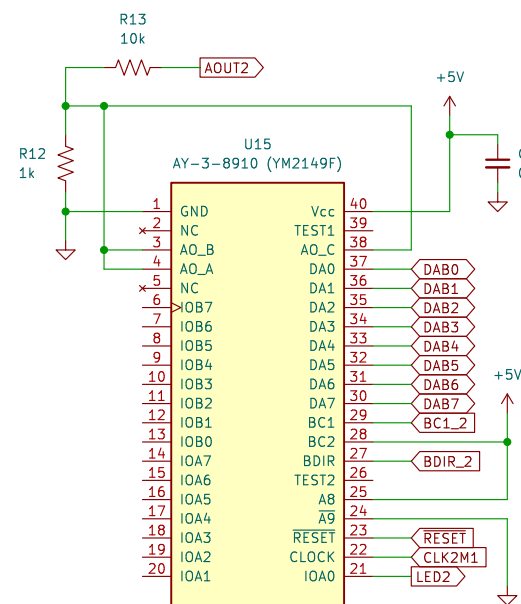 R13
10k
AOUT2
+5V
R12
1k
U15
AY-3-8910 (YM2149F)
1 GND Vcc 40
2 NC TEST1 39
3 AO_B AO_C 38
4 AO_A DA0 37 DAB0
5 NC DA1 36 DAB1
6 IOB7 DA2 35 DAB2
7 IOB6 DA3 34 DAB3
8 IOB5 DA4 33 DAB4
9 IOB4 DA5 32 DAB5
10 IOB3 DA6 31 DAB6
11 IOB2 DA7 30 DAB7
12 IOB1 BC1 29 BC1_2
13 IOB0 BC2 28
+5V
14 IOA7 BDIR 27 BDIR_2
15 IOA6 TEST2 26
16 IOA5 A8 25
17 IOA4 A9 24
18 IOA3 RESET 23 RESET
19 IOA2 CLOCK 22 CLK2M1
20 IOA1 IOA0 21 LED2